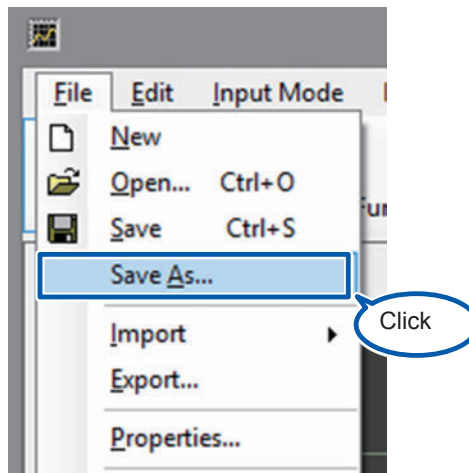 File Edit Input Mode
New
Open... Ctrl+O
Save Ctrl+S
Save As...
Click
Import
Export...
Properties...